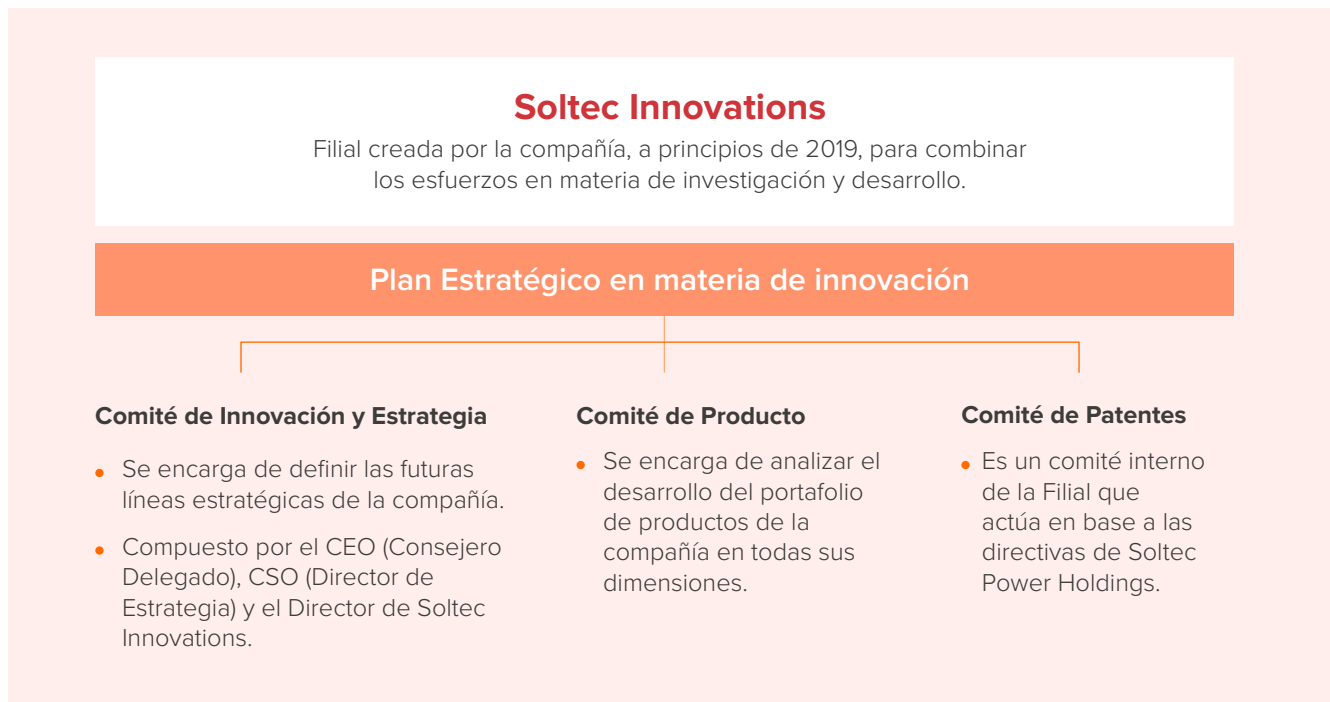 Soltec Innovations
Filial creada por la compañía, a principios de 2019, para combinar
los esfuerzos en materia de investigación y desarrollo.
Plan Estratégico en materia de innovación
Comité de Innovación y Estrategia
• Se encarga de definir las futuras
líneas estratégicas de la compañía.
• Compuesto por el CEO (Consejero
Delegado), CSO (Director de
Estrategia) y el Director de Soltec
Innovations.
Comité de Producto
• Se encarga de analizar el
desarrollo del portafolio
de productos de la
compañía en todas sus
dimensiones.
Comité de Patentes
• Es un comité interno
de la Filial que
actúa en base a las
directivas de Soltec
Power Holdings.